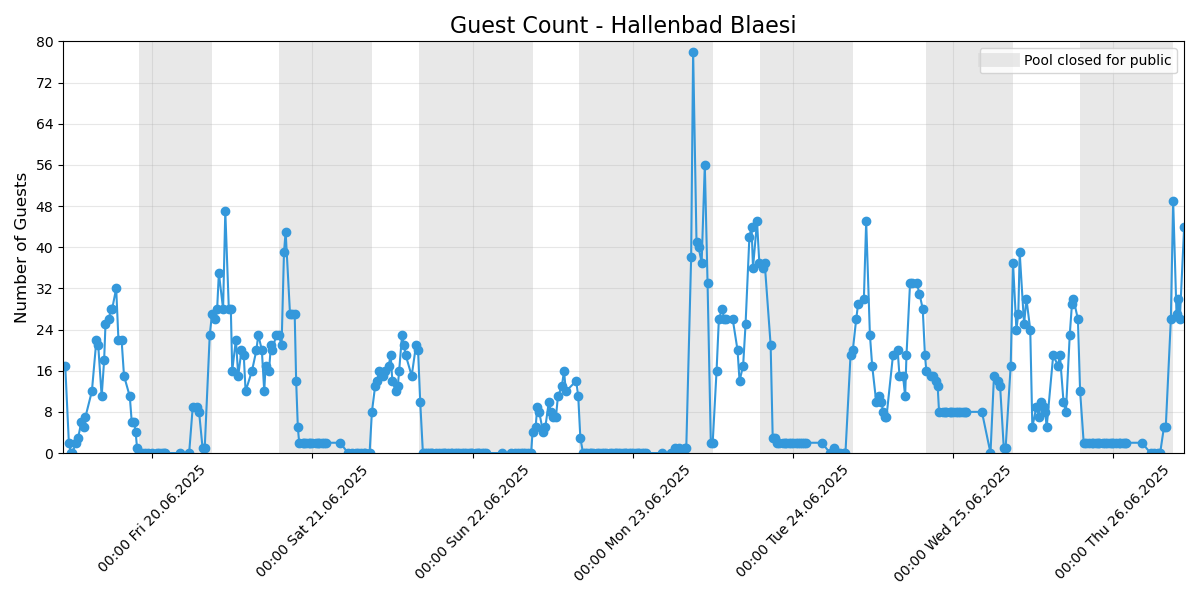 Guest Count - Hallenbad Blaesi
Pool closed for public
Number of Guests
80
72
64
56
48
40
32
24
16
8
0
00:00 Fri 20.06.2025
00:00 Sat 21.06.2025
00:00 Sun 22.06.2025
00:00 Mon 23.06.2025
00:00 Tue 24.06.2025
00:00 Wed 25.06.2025
00:00 Thu 26.06.2025